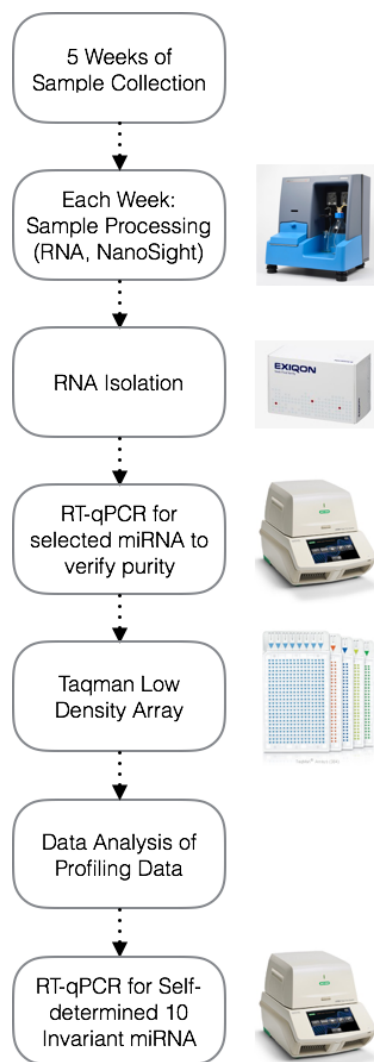 5 Weeks of
Sample Collection
Each Week:
Sample Processing
(RNA, NanoSight)
EXIQON
RNA Isolation
RT-qPCR for
selected miRNA to
verify purity
Taqman Low
Density Array
Data Analysis of
Profiling Data
RT-qPCR for Self-
determined 10
Invariant miRNA